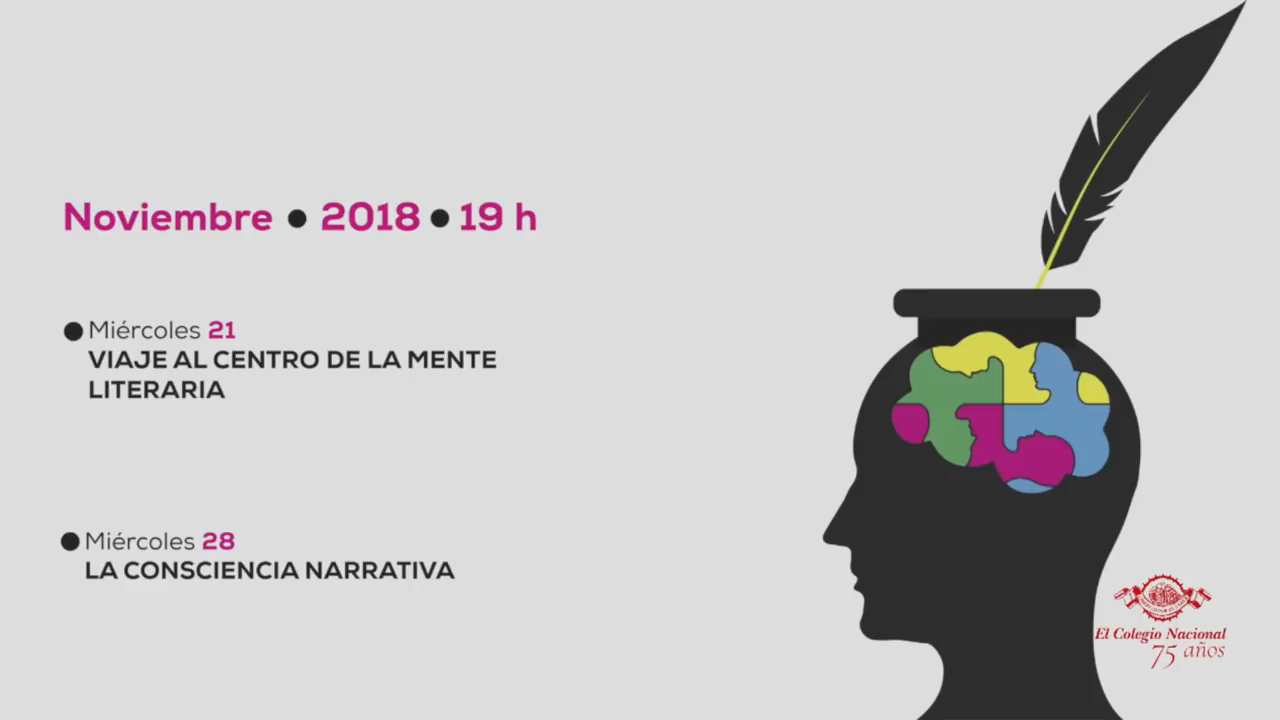 Noviembre • 2018 • 19 h
Miércoles 21
VIAJE AL CENTRO DE LA MENTE
LITERARIA
Miércoles 28
LA CONSCIENCIA NARRATIVA
El Colegio Nacional
75 años